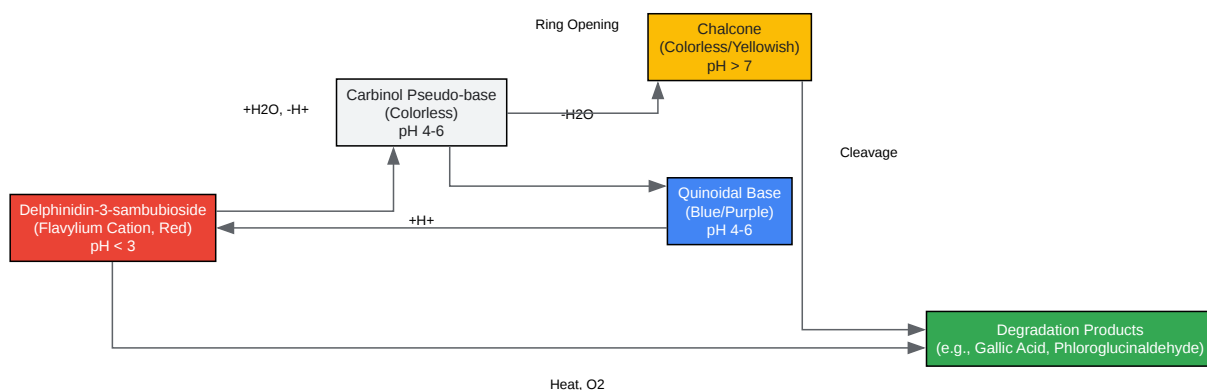 Ring Opening
Chalcone
(Colorless/Yellowish)
pH > 7
Carbinol Pseudo-base
(Colorless)
pH 4-6
+H2O, -H+
-H2O
Cleavage
Delphinidin-3-sambubioside
(Flavylium Cation, Red)
pH < 3
Quinoidal Base
(Blue/Purple)
pH 4-6
+H+
Degradation Products
(e.g., Gallic Acid, Phloroglucinaldehyde)
Heat, O2